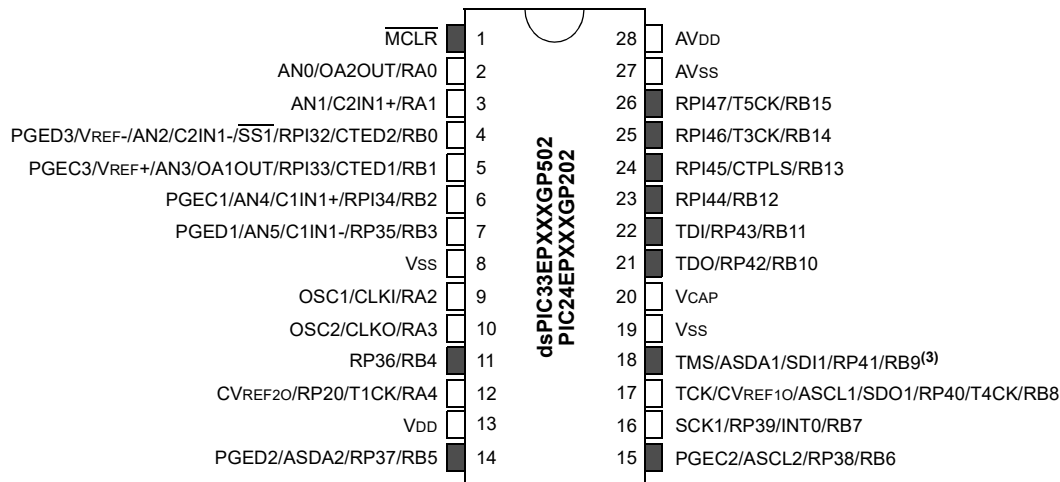 MCLR 1
AN0/OA2OUT/RA0 2
AN1/C2IN1+/RA1 3
PGED3/VREF-/AN2/C2IN1-/SS1/RPI32/CTED2/RB0 4
PGEC3/VREF+/AN3/OA1OUT/RPI33/CTED1/RB1 5
PGEC1/AN4/C1IN1+/RPI34/RB2 6
PGED1/AN5/C1IN1-/RP35/RB3 7
VSS 8
OSC1/CLKI/RA2 9
OSC2/CLKO/RA3 10
RP36/RB4 11
CVREF2O/RP20/T1CK/RA4 12
VDD 13
PGED2/ASDA2/RP37/RB5 14
dsPIC33EPXXXGP502
PIC24EPXXXGP202
28 AVDD
27 AVSS
26 RPI47/T5CK/RB15
25 RPI46/T3CK/RB14
24 RPI45/CTPLS/RB13
23 RPI44/RB12
22 TDI/RP43/RB11
21 TDO/RP42/RB10
20 VCAP
19 VSS
18 TMS/ASDA1/SDI1/RP41/RB9(3)
17 TCK/CVREF1O/ASCL1/SDO1/RP40/T4CK/RB8
16 SCK1/RP39/INT0/RB7
15 PGEC2/ASCL2/RP38/RB6